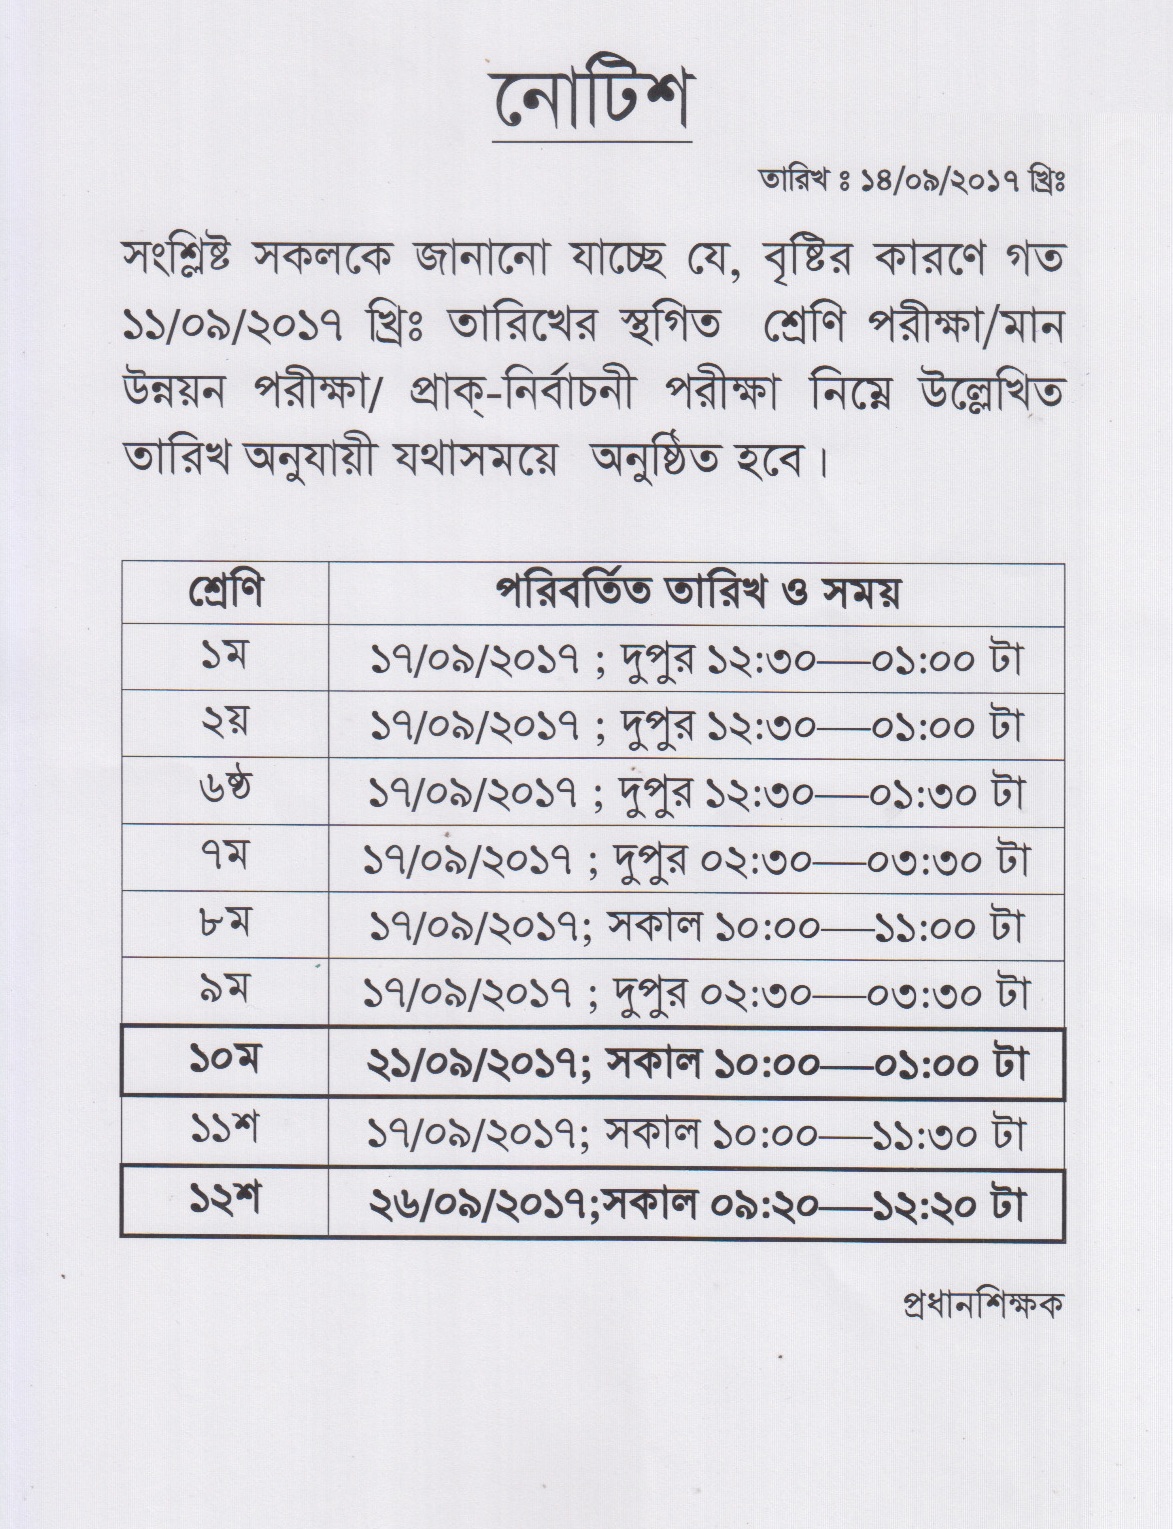 নোটিশ
তারিখ ঃ ১৪/০৯/২০১৭ খ্রিঃ
সংশ্লিষ্ট সকলকে জানানো যাচ্ছে যে, বৃষ্টির কারণে গত
১১/০৯/২০১৭ খ্রিঃ তারিখের স্থগিত শ্রেণি পরীক্ষা/মান
উন্নয়ন পরীক্ষা/ প্রাক্-নির্বাচনী পরীক্ষা নিম্নে উল্লেখিত
তারিখ অনুযায়ী যথাসময়ে অনুষ্ঠিত হবে।
শ্রেণি পরিবর্তিত তারিখ ও সময়
১ম ১৭/০৯/২০১৭ ; দুপুর ১২:৩০—০১:০০ টা
২য় ১৭/০৯/২০১৭ ; দুপুর ১২:৩০—০১:০০ টা
৬ষ্ঠ ১৭/০৯/২০১৭ ; দুপুর ১২:৩০—০১:৩০ টা
৭ম ১৭/০৯/২০১৭ ; দুপুর ০২:৩০—০৩:৩০ টা
৮ম ১৭/০৯/২০১৭; সকাল ১০:০০—১১:০০ টা
৯ম ১৭/০৯/২০১৭ ; দুপুর ০২:৩০—০৩:৩০ টা
১০ম ২১/০৯/২০১৭; সকাল ১০:০০—০১:০০ টা
১১শ ১৭/০৯/২০১৭; সকাল ১০:০০—১১:৩০ টা
১২শ ২৬/০৯/২০১৭;সকাল ০৯:২০—১২:২০ টা
প্রধানশিক্ষক